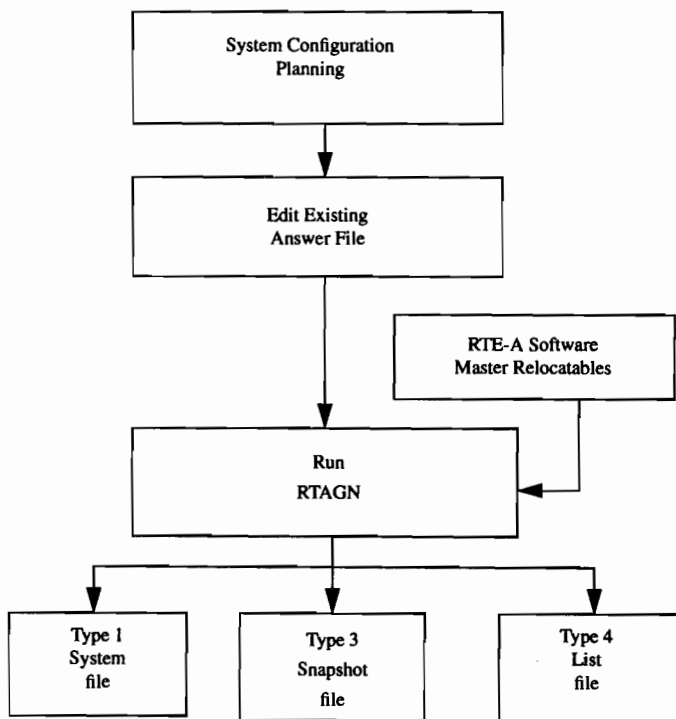 System Configuration
Planning
Edit Existing
Answer File
RTE-A Software
Master Relocatables
Run
RTAGN
Type 1
System
file
Type 3
Snapshot
file
Type 4
List
file